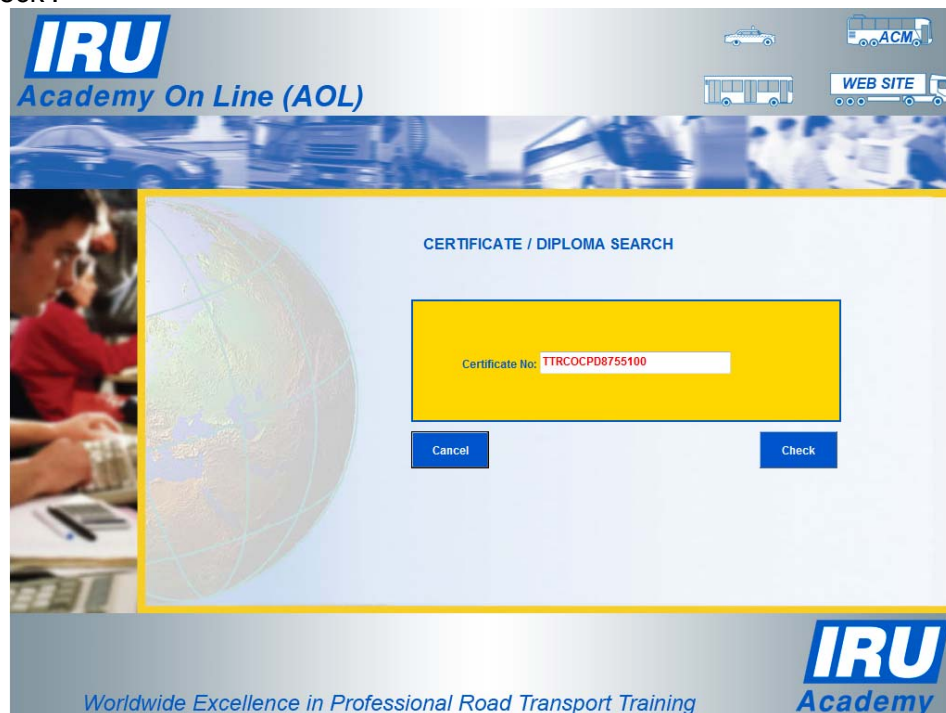 IRU
Academy On Line (AOL)
ACM
WEB SITE
CERTIFICATE / DIPLOMA SEARCH
Certificate No: TTRCOCPD8755100
Cancel
Check
IRU
Academy
Worldwide Excellence in Professional Road Transport Training